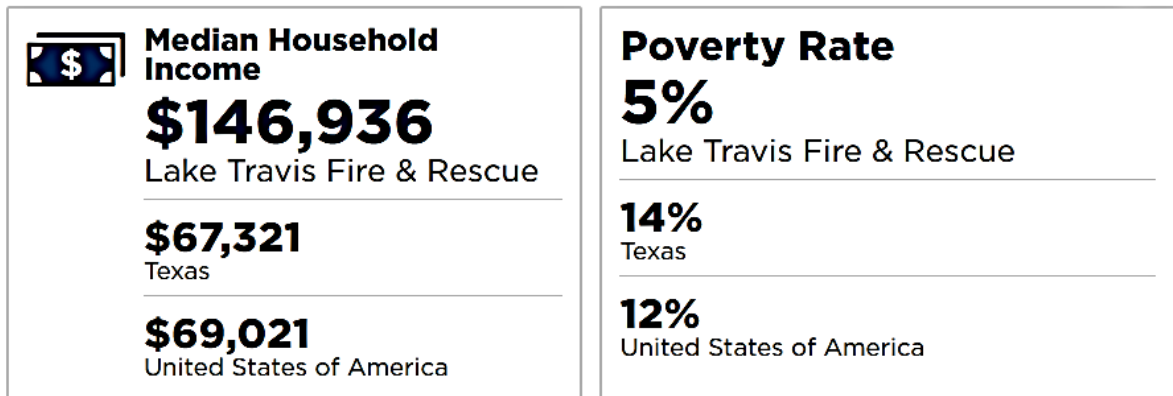 $
Median Household
Income
$146,936
Lake Travis Fire & Rescue
$67,321
Texas
$69,021
United States of America
Poverty Rate
5%
Lake Travis Fire & Rescue
14%
Texas
12%
United States of America